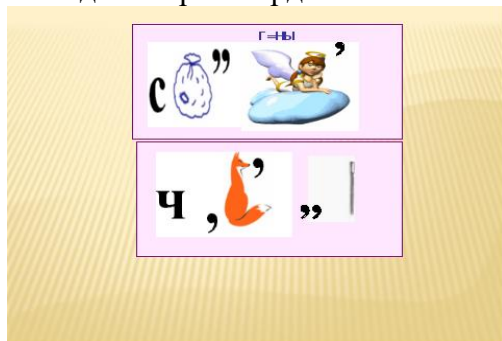 г=ны
с ” ’
ч , ’ „